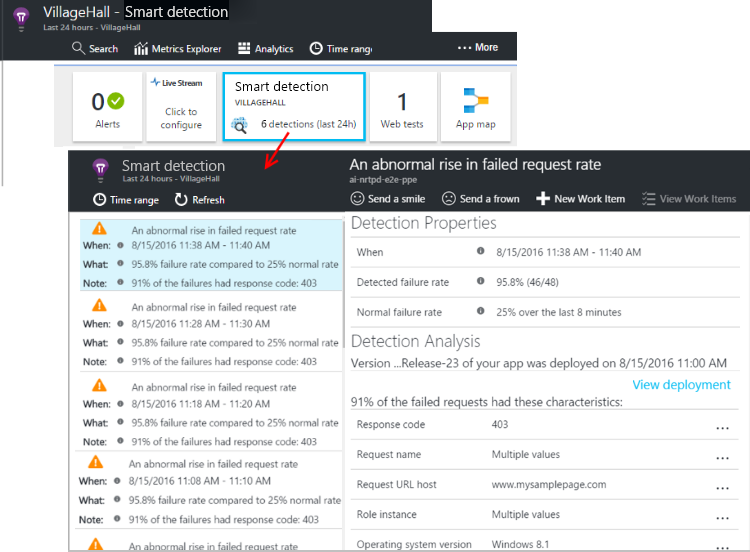 VillageHall - Smart detection
Last 24 hours - VillageHall
Search Metrics Explorer Analytics Time rang ••• More
0
Alerts
Live Stream
Click to
configure
Smart detection
VILLAGEHALL
6 detections (last 24h)
1
Web tests
App map
Smart detection
Last 24 hours - VillageHall
Time range Refresh
An abnormal rise in failed request rate
When: 8/15/2016 11:38 AM - 11:40 AM
What: 95.8% failure rate compared to 25% normal rate
Note: 91% of the failures had response code: 403
An abnormal rise in failed request rate
When: 8/15/2016 11:28 AM - 11:30 AM
What: 95.8% failure rate compared to 25% normal rate
Note: 91% of the failures had response code: 403
An abnormal rise in failed request rate
When: 8/15/2016 11:18 AM - 11:20 AM
What: 95.8% failure rate compared to 25% normal rate
Note: 91% of the failures had response code: 403
An abnormal rise in failed request rate
When: 8/15/2016 11:08 AM - 11:10 AM
What: 95.8% failure rate compared to 25% normal rate
Note: 91% of the failures had response code: 403
An abnormal rise in failed request rate
An abnormal rise in failed request rate
ai-nrtpd-e2e-ppe
Send a smile Send a frown New Work Item View Work Items
Detection Properties
When 8/15/2016 11:38 AM - 11:40 AM
Detected failure rate 95.8% (46/48)
Normal failure rate 25% over the last 8 minutes
Detection Analysis
Version ...Release-23 of your app was deployed on 8/15/2016 11:00 AM
View deployment
91% of the failed requests had these characteristics:
Response code 403 ...
Request name Multiple values ...
Request URL host www.mysamplepage.com ...
Role instance Multiple values ...
Operating system version Windows 8.1 ...